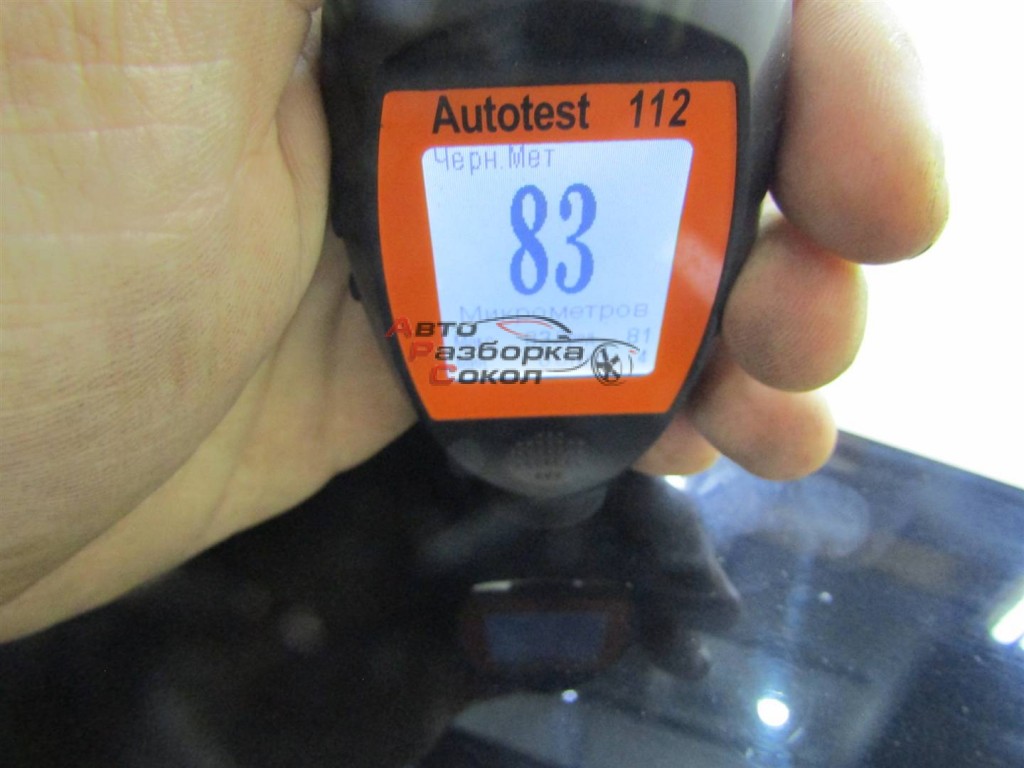 Autotest 112
Черн.Мет
83
Микрометров
81
Авто
Разборка
Сокол